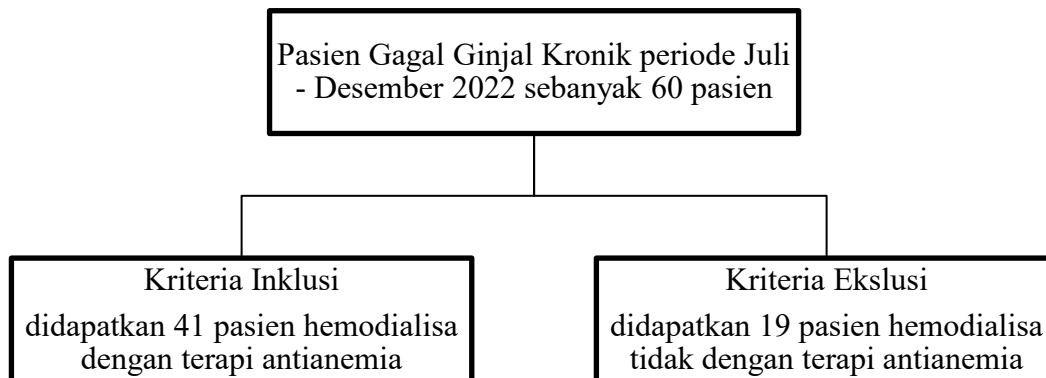 Pasien Gagal Ginjal Kronik periode Juli
- Desember 2022 sebanyak 60 pasien
Kriteria Inklusi
didapatkan 41 pasien hemodialisa
dengan terapi antianemia
Kriteria Ekslusi
didapatkan 19 pasien hemodialisa
tidak dengan terapi antianemia